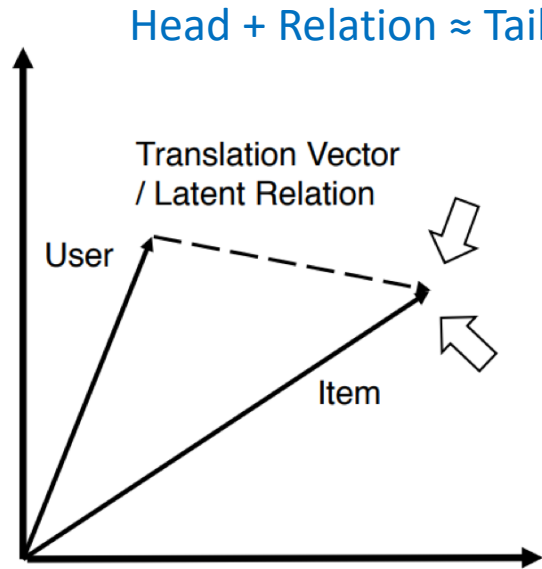 Head + Relation ≈ Tail
Translation Vector
/ Latent Relation
User
Item